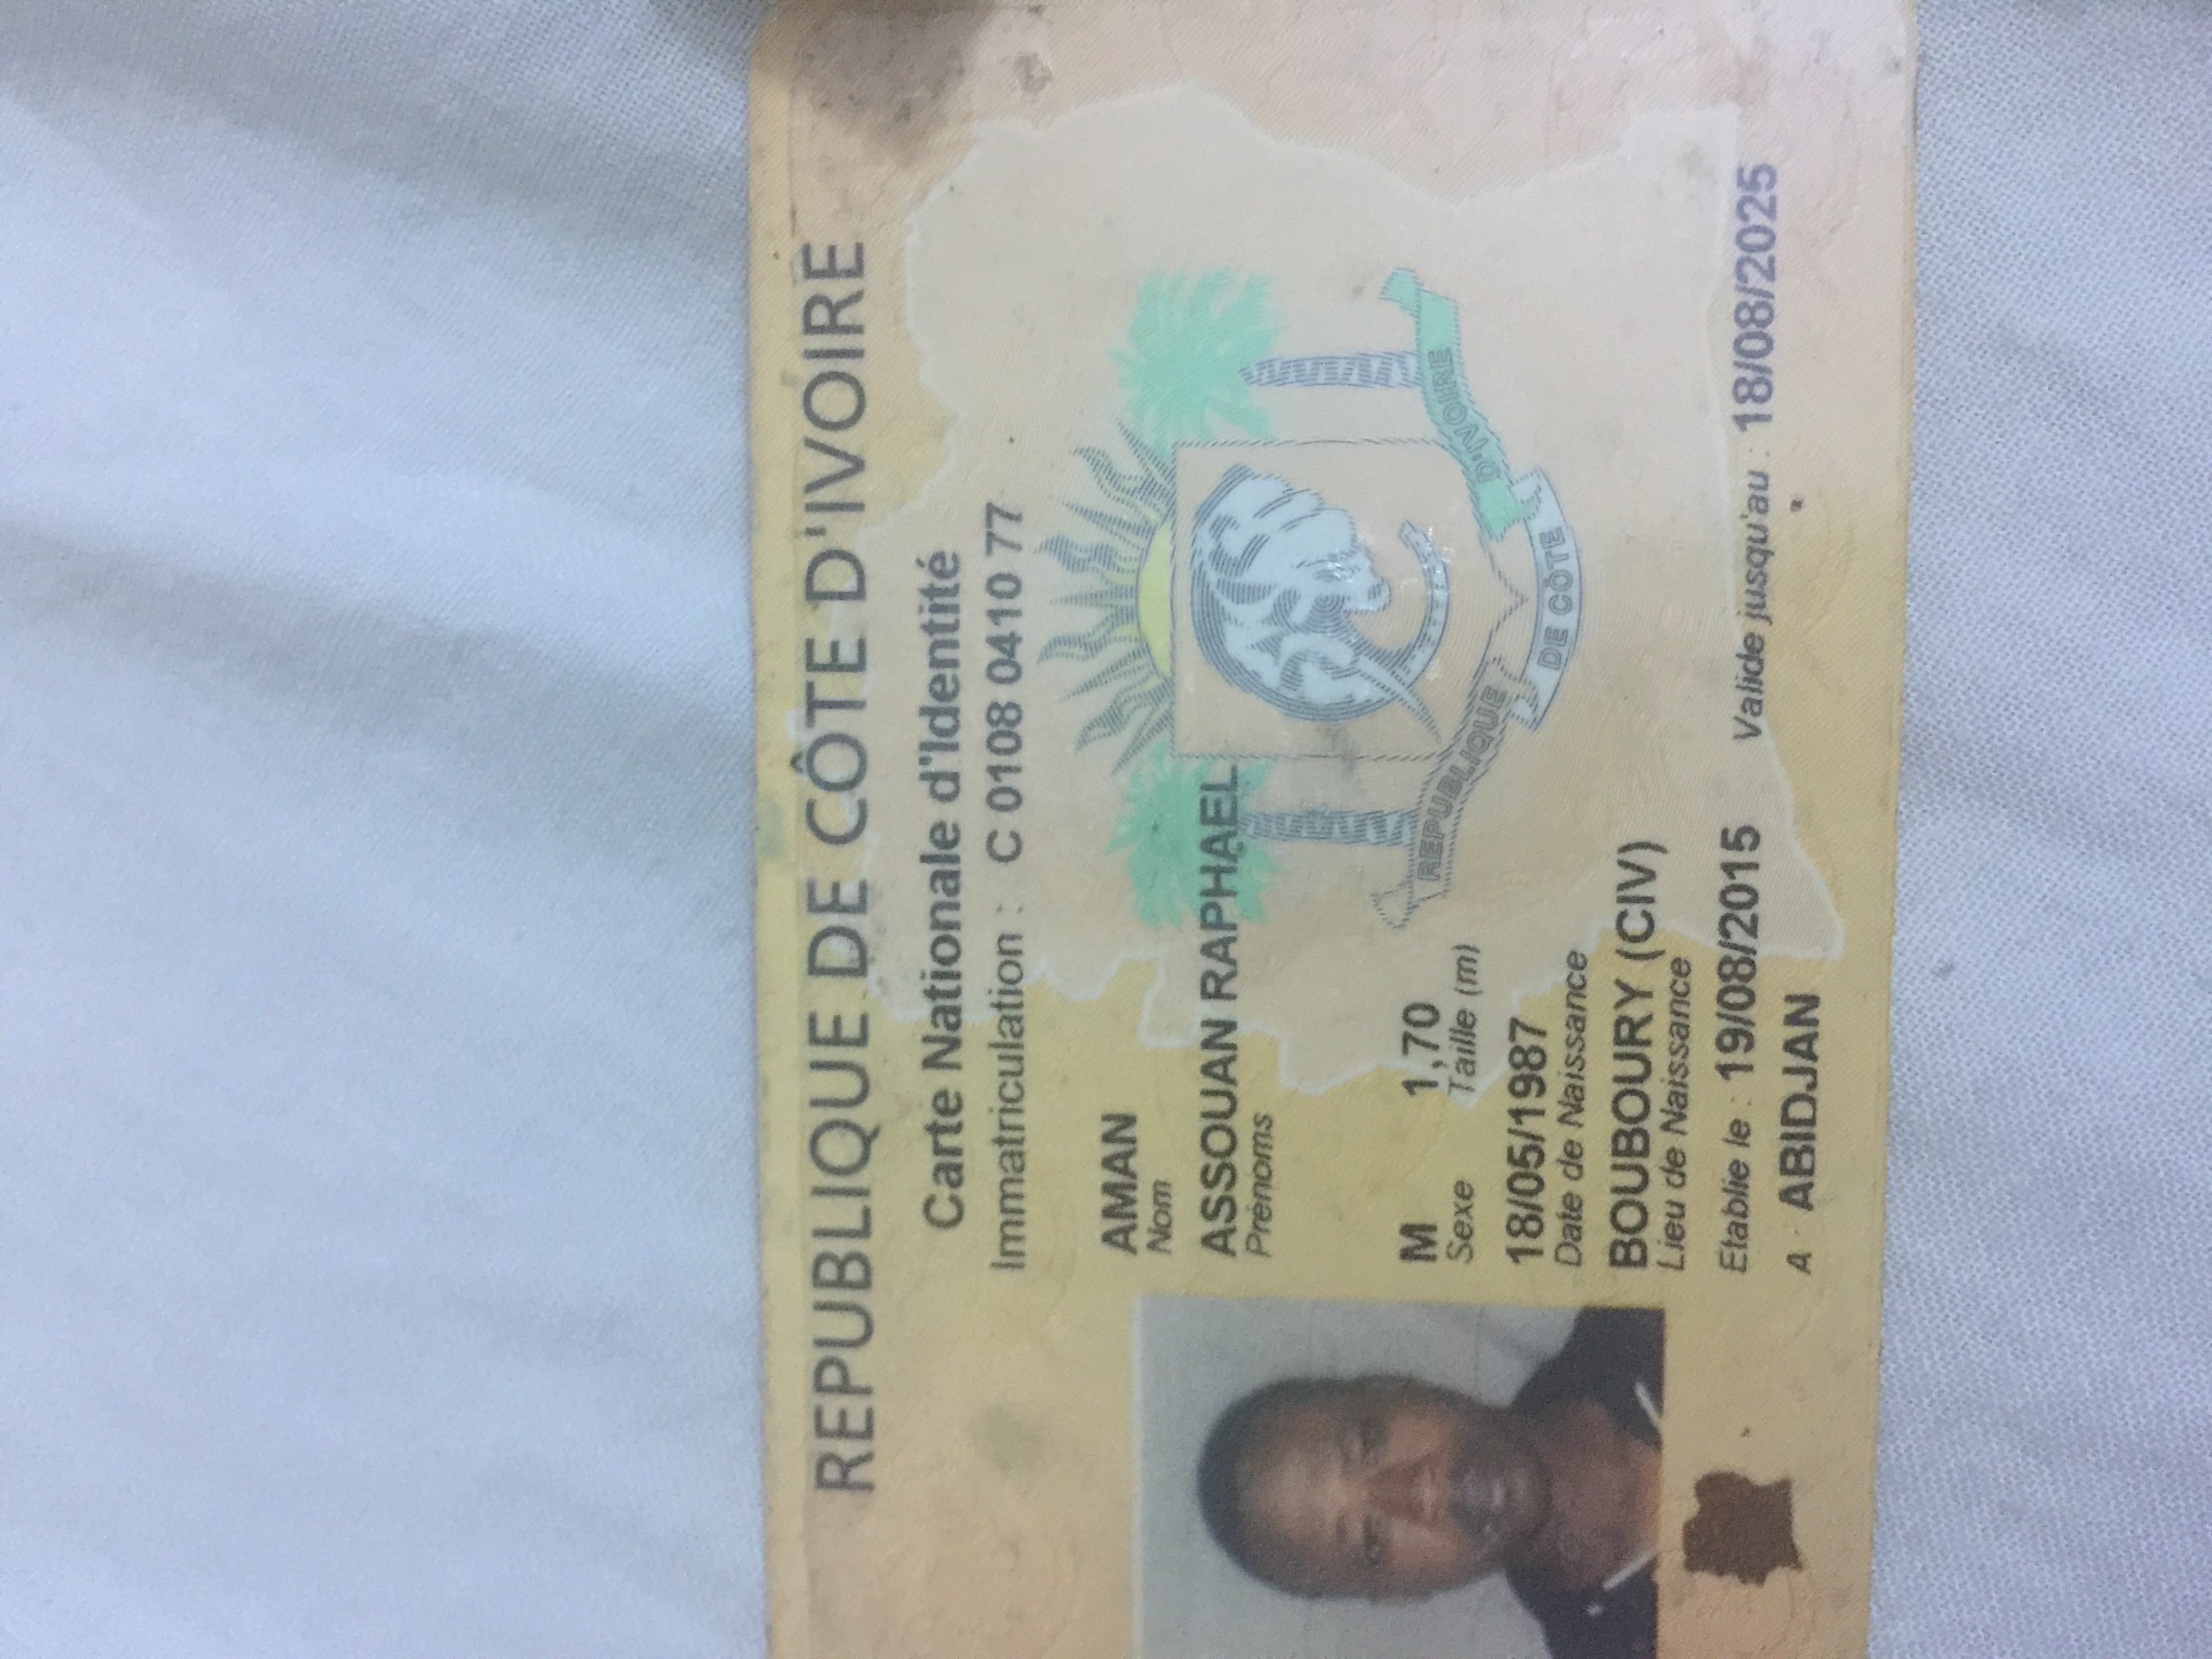 REPUBLIQUE DE CÔTE D'IVOIRE
Carte Nationale d'Identité
Immatriculation : C 0108 0410 77
AMAN
Nom
ASSOUAN RAPHAEL
Prénoms
M 1,70
Sexe Taille (m)
18/05/1987
Date de Naissance
BOUBOURY (CIV)
Lieu de Naissance
Etablie le : 19/08/2015 Valide jusqu'au : 18/08/2025
A : ABIDJAN
REPUBLIQUE DE CÔTE D'IVOIRE